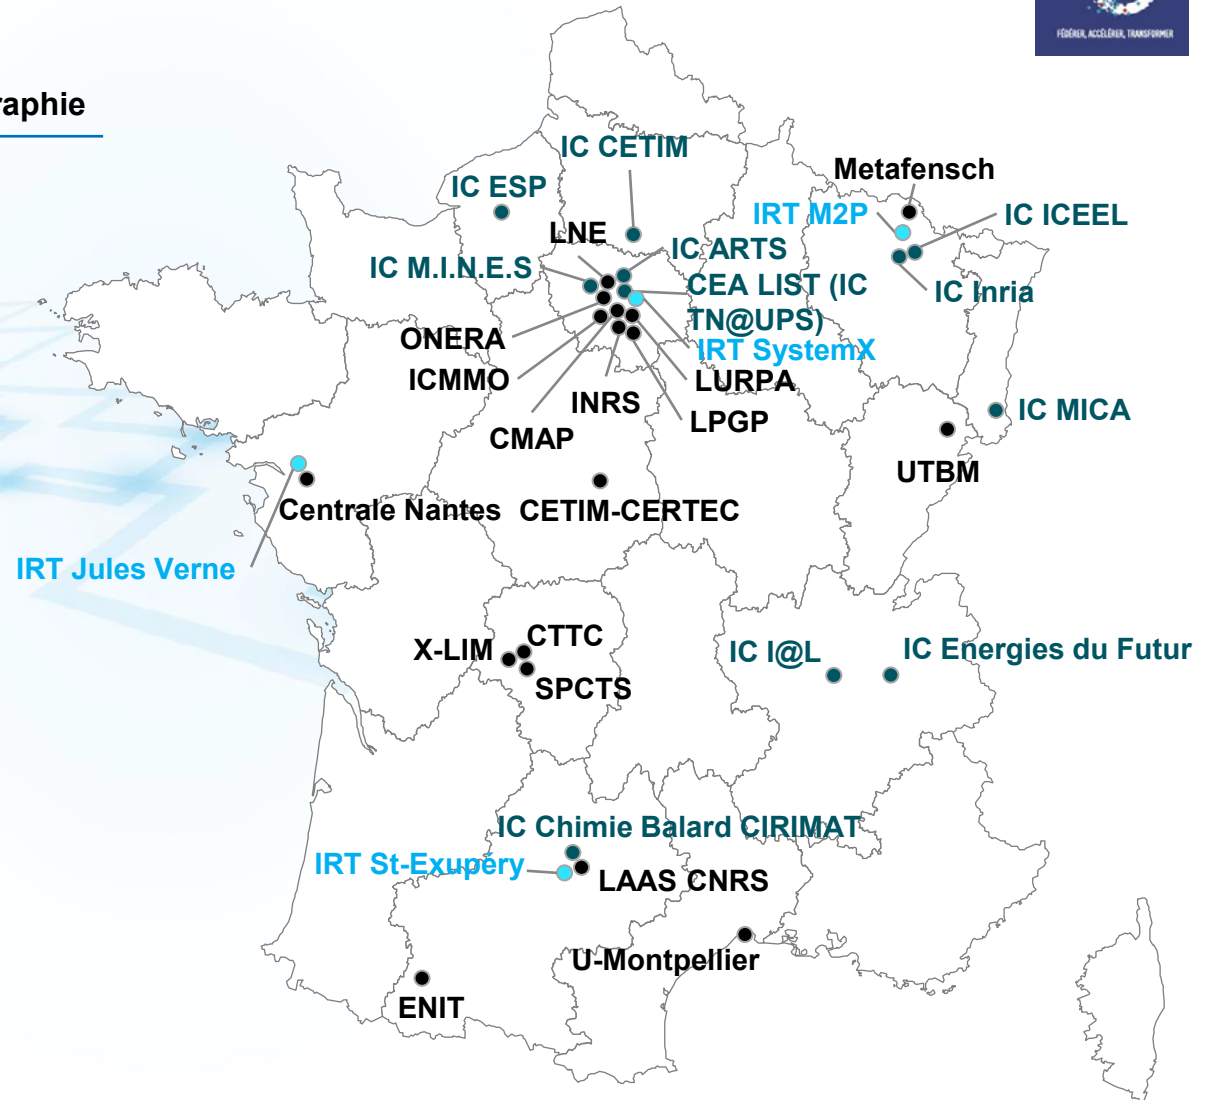 FÉDÉRER, ACCÉLÉRER, TRANSFORMER
raphie
IC CETIM
Metafensch
IC ESP
IRT M2P
IC ICEEL
LNE
IC ARTS
IC M.I.N.E.S
CEA LIST (IC
TN@UPS)
IC Inria
ONERA
IRT SystemX
ICMMO
LURPA
INRS
LPGP
IC MICA
CMAP
UTBM
Centrale Nantes
CETIM-CERTEC
IRT Jules Verne
CTTC
X-LIM
IC I@L
IC Energies du Futur
SPCTS
IC Chimie Balard CIRIMAT
IRT St-Exupéry
LAAS CNRS
U-Montpellier
ENIT